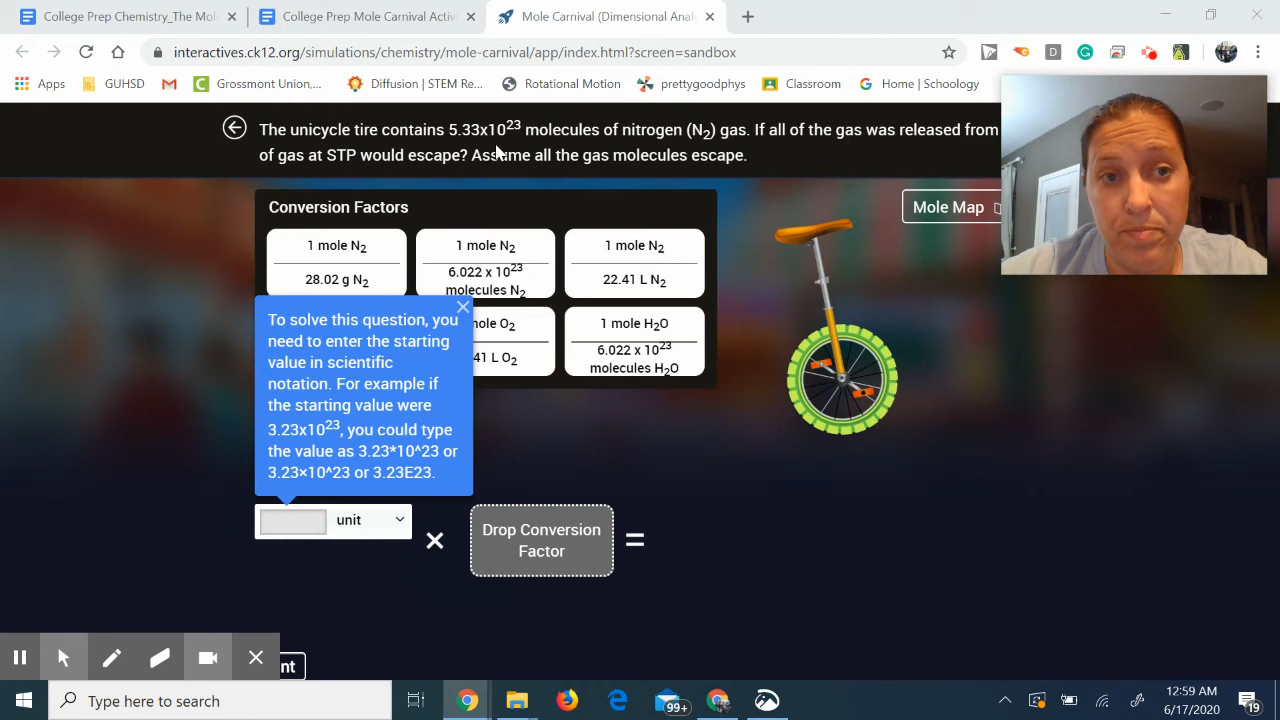 College Prep Chemistry_The Mol
College Prep Mole Carnival Acti
Mole Carnival (Dimensional Anal
interactives.ck12.org/simulations/chemistry/mole-carnival/app/index.html?screen=sandbox
Apps GUHSD Grossmont Union,... Diffusion | STEM Re... Rotational Motion prettygoodphys Classroom Home | Schoology
The unicycle tire contains 5.33x10²³ molecules of nitrogen (N₂) gas. If all of the gas was released from
of gas at STP would escape? Assume all the gas molecules escape.
Conversion Factors
Mole Map
1 mole N₂
28.02 g N₂
1 mole N₂
6.022 x 10²³
molecules N₂
1 mole N₂
22.41 L N₂
ole O₂
41 L O₂
1 mole H₂O
6.022 x 10²³
molecules H₂O
To solve this question, you
need to enter the starting
value in scientific
notation. For example if
the starting value were
3.23x10²³, you could type
the value as 3.23*10^23 or
3.23×10^23 or 3.23E23.
unit
×
Drop Conversion
Factor
=
nt
Type here to search
99+
12:59 AM
6/17/2020
19